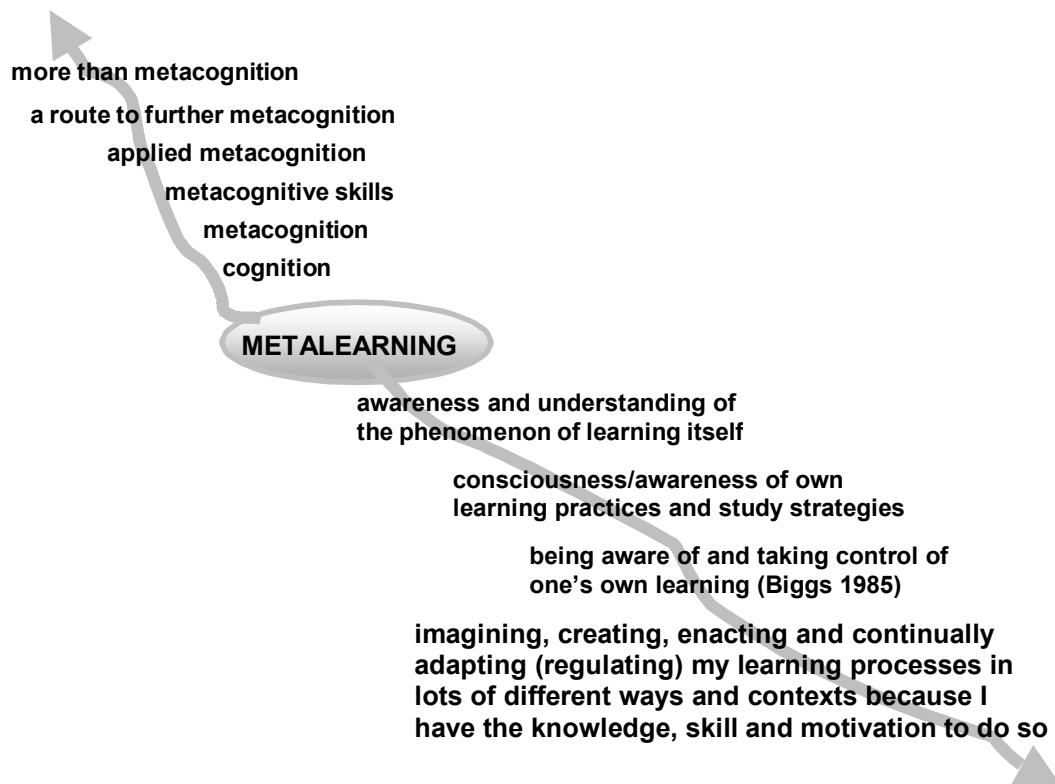 more than metacognition
a route to further metacognition
applied metacognition
metacognitive skills
metacognition
cognition
METALEARNING
awareness and understanding of
the phenomenon of learning itself
consciousness/awareness of own
learning practices and study strategies
being aware of and taking control of
one's own learning (Biggs 1985)
imagining, creating, enacting and continually
adapting (regulating) my learning processes in
lots of different ways and contexts because I
have the knowledge, skill and motivation to do so